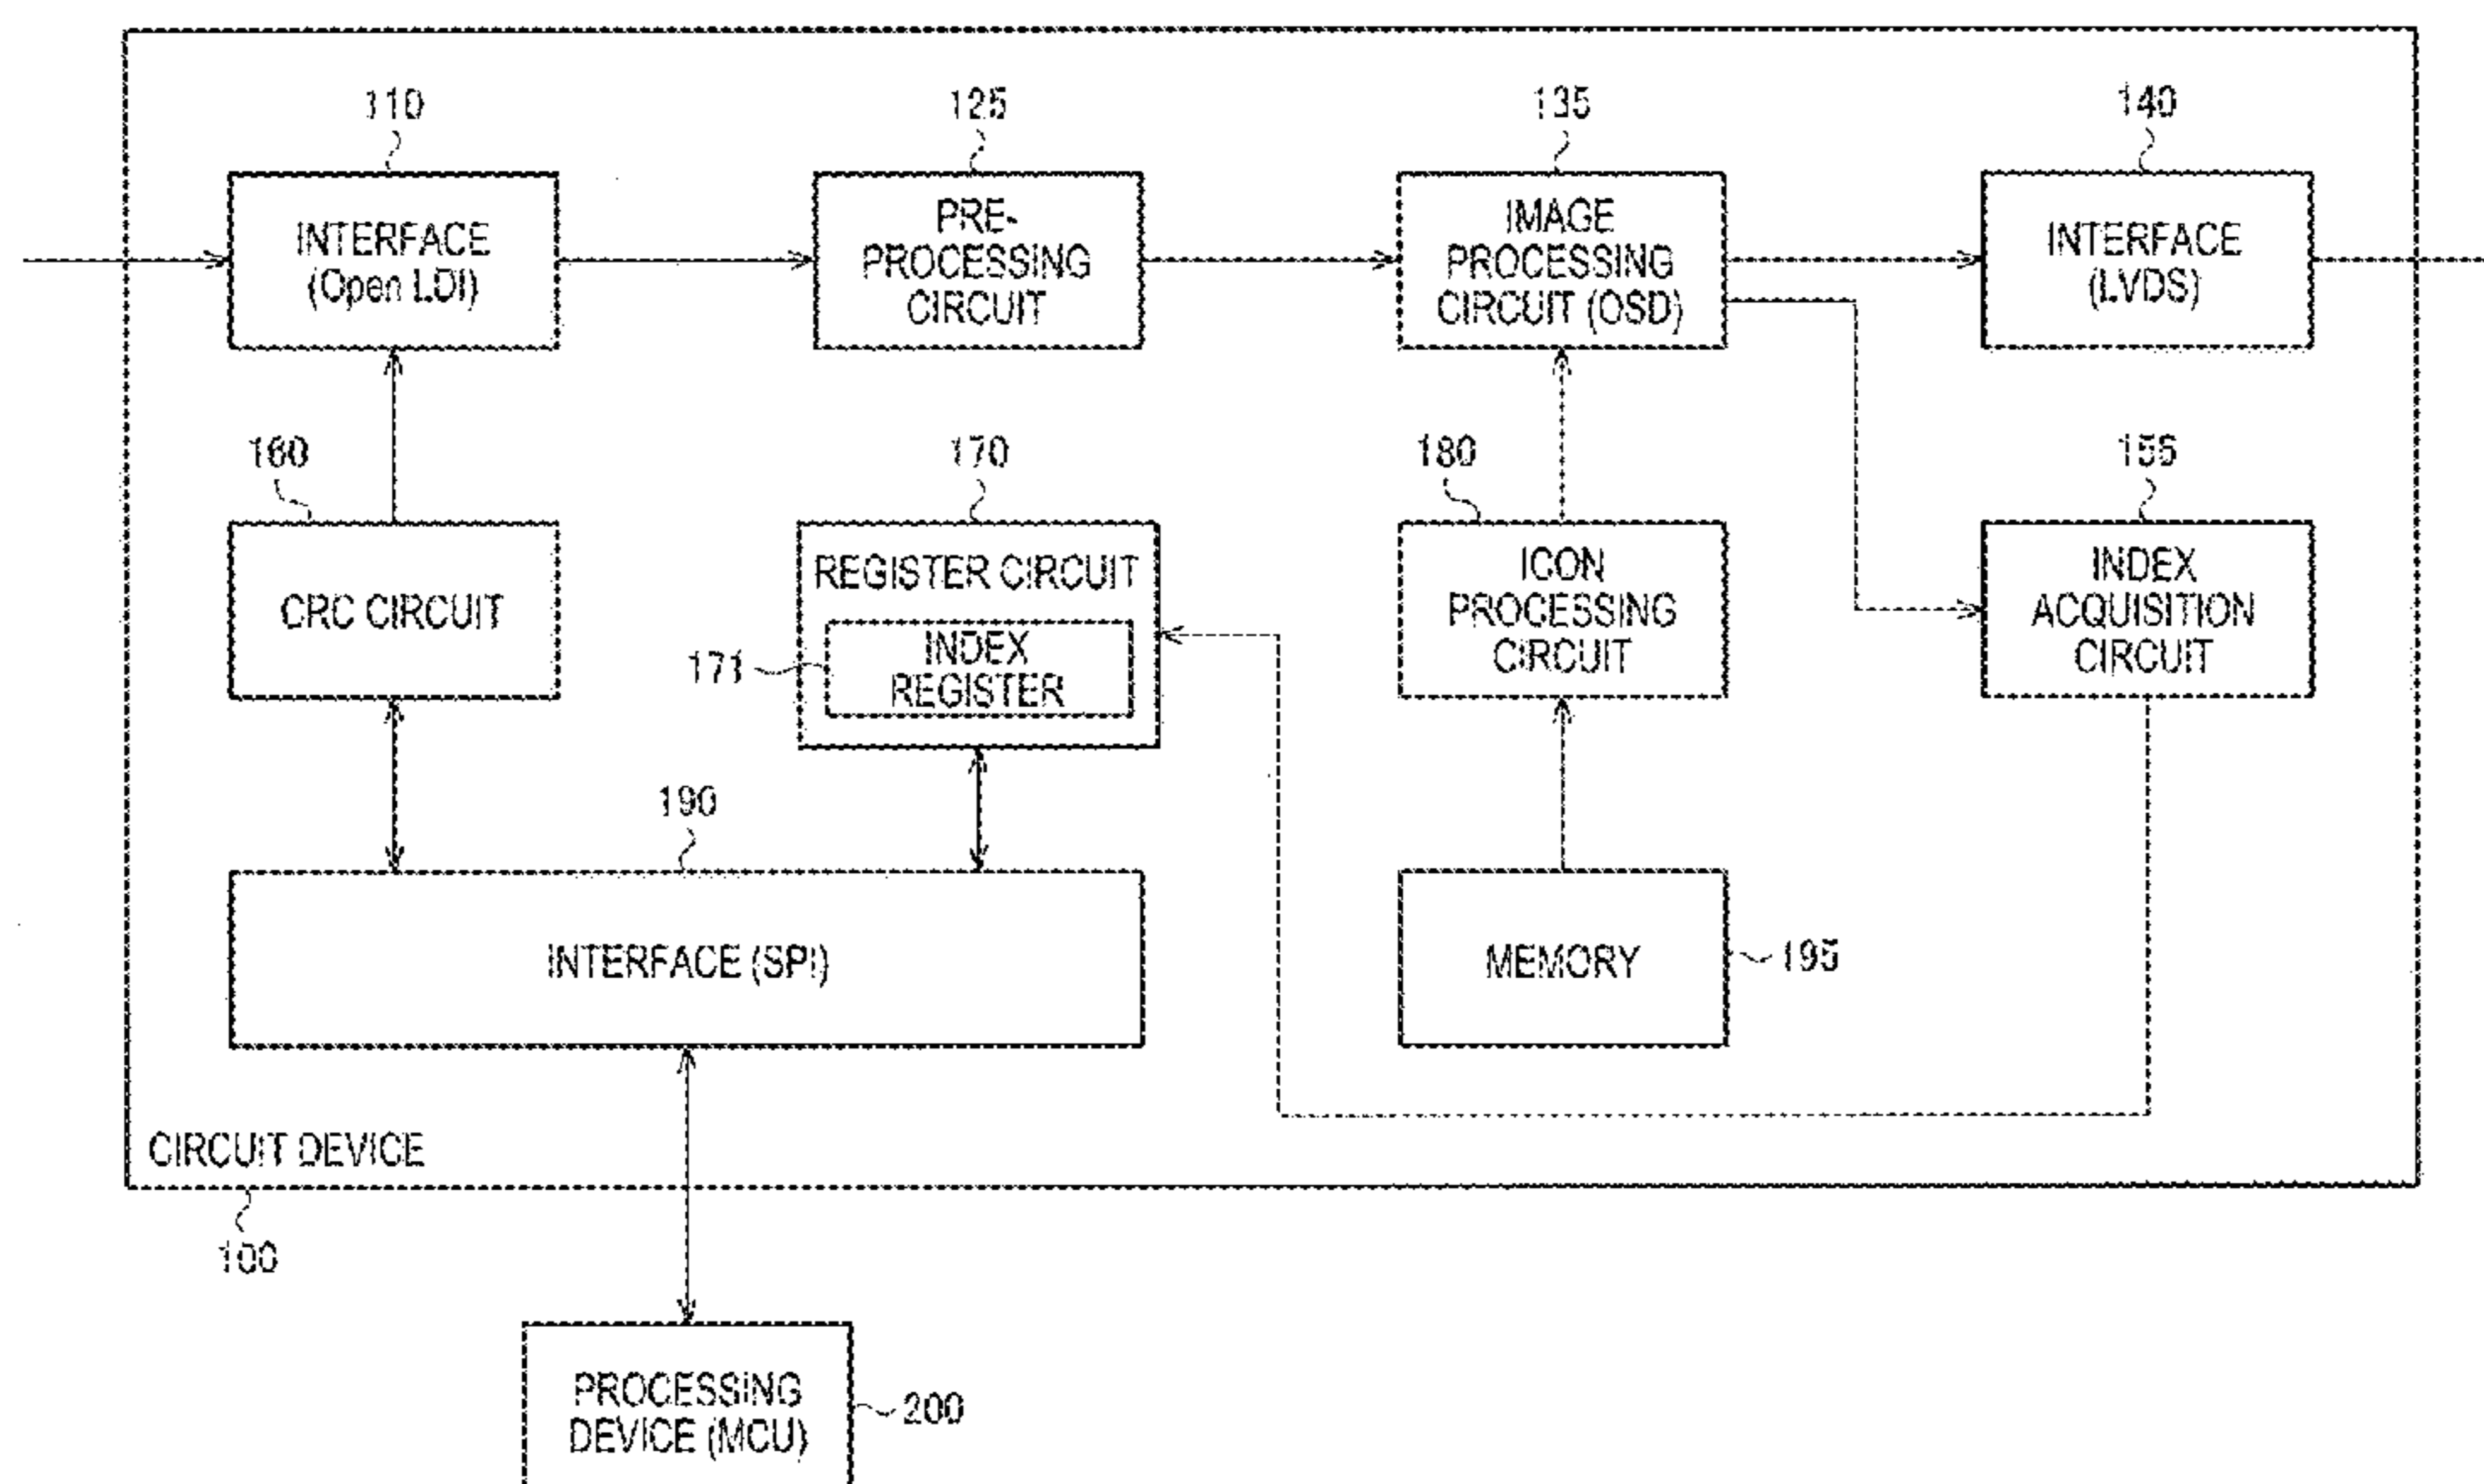 110
125
135
140
INTERFACE
(Open LDI)
PRE-
PROCESSING
CIRCUIT
IMAGE
PROCESSING
CIRCUIT (OSD)
INTERFACE
(LVDS)
160
170
180
155
CRC CIRCUIT
REGISTER CIRCUIT
171
INDEX
REGISTER
ICON
PROCESSING
CIRCUIT
INDEX
ACQUISITION
CIRCUIT
190
INTERFACE (SPI)
MEMORY
195
CIRCUIT DEVICE
100
PROCESSING
DEVICE (MCU)
200